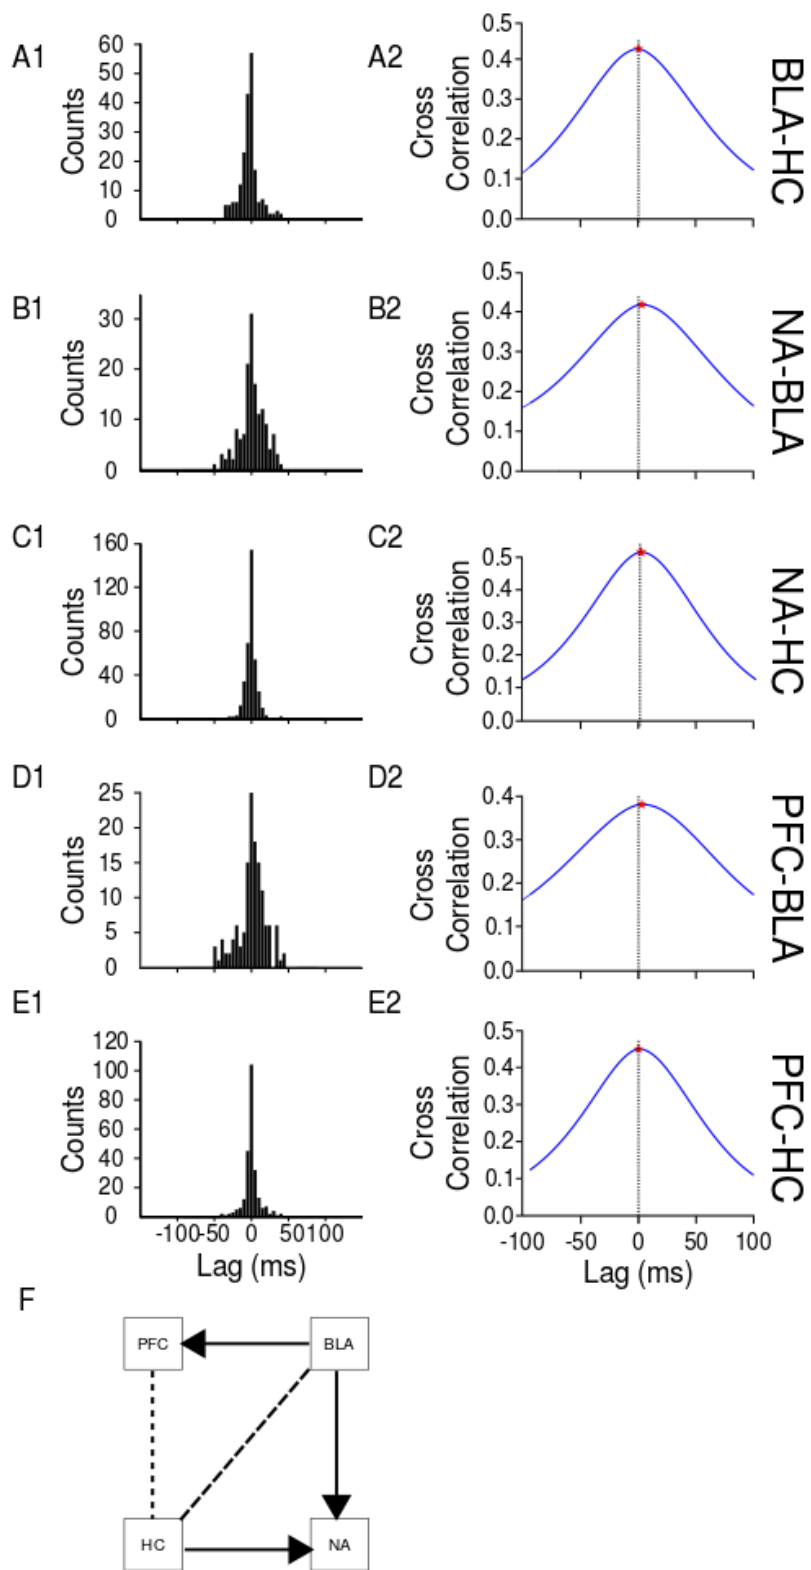 A1
Counts
60
50
40
30
20
10
0
A2
Cross
Correlation
0.5
0.4
0.3
0.2
0.1
0.0
BLA-HC
B1
Counts
30
20
10
0
B2
Cross
Correlation
0.5
0.4
0.3
0.2
0.1
0.0
NA-BLA
C1
Counts
160
120
80
40
0
C2
Cross
Correlation
0.5
0.4
0.3
0.2
0.1
0.0
NA-HC
D1
Counts
25
20
15
10
5
0
D2
Cross
Correlation
0.4
0.3
0.2
0.1
0.0
PFC-BLA
E1
Counts
120
100
80
60
40
20
0
-100 -50 0 50 100
Lag (ms)
E2
Cross
Correlation
0.5
0.4
0.3
0.2
0.1
0.0
-100 -50 0 50 100
Lag (ms)
PFC-HC
F
PFC
BLA
HC
NA